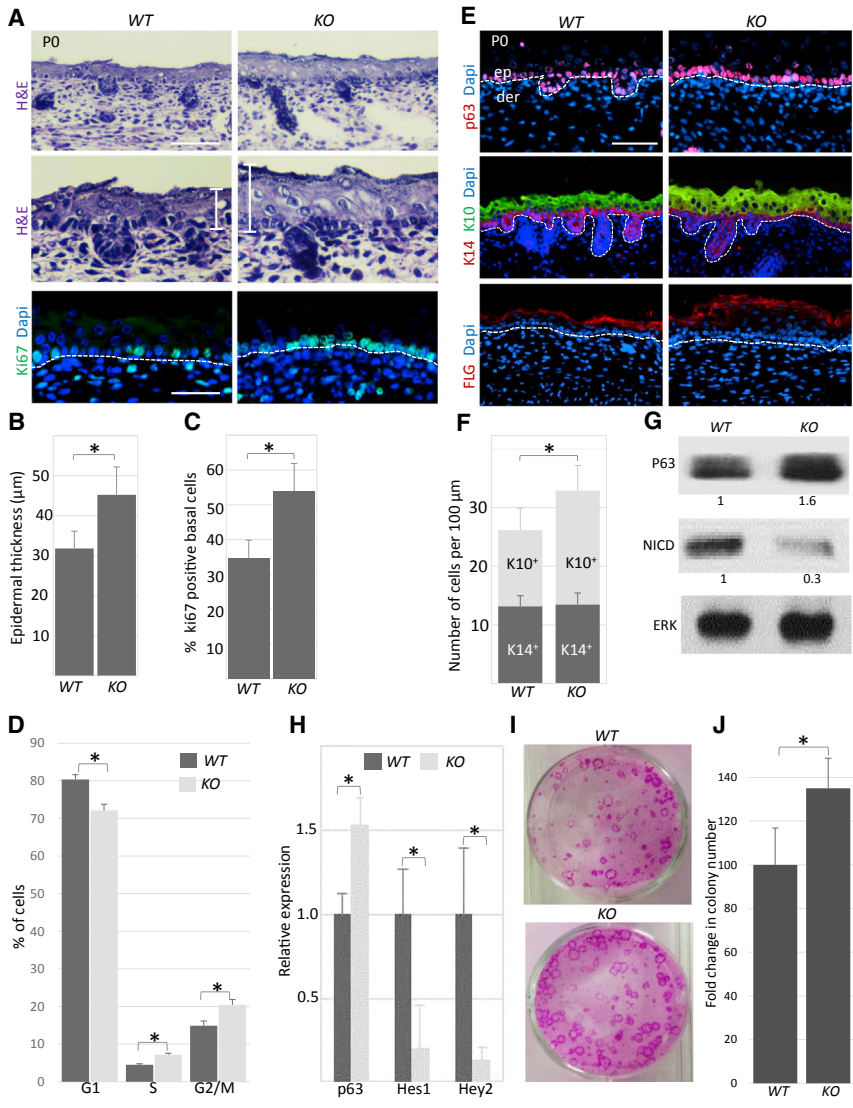 A
WT
KO
P0
H&E
H&E
Ki67 Dapi
B
Epidermal thickness (μm)
50
40
30
20
10
*
WT
KO
C
% ki67 positive basal cells
60
50
40
30
20
10
*
WT
KO
D
% of cells
90
80
70
60
50
40
30
20
10
0
*
*
*
WT
KO
G1
S
G2/M
E
WT
KO
P0
ep
der
p63 Dapi
K14 K10 Dapi
FLG Dapi
F
Number of cells per 100 μm
30
20
10
*
K10+
K10+
K14+
K14+
WT
KO
G
WT
KO
P63
1
1.6
NICD
1
0.3
ERK
H
Relative expression
1.5
1.0
0.5
WT
KO
*
*
*
p63
Hes1
Hey2
I
WT
KO
J
Fold change in colony number
140
120
100
80
60
40
20
0
*
WT
KO